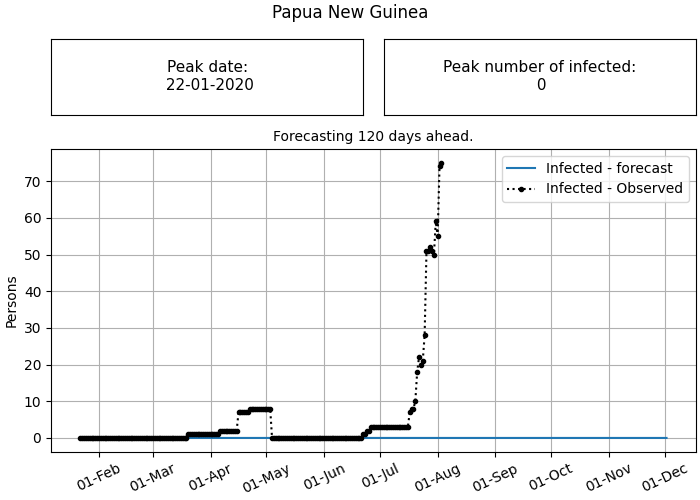 Papua New Guinea
Peak date:
22-01-2020
Peak number of infected:
0
Forecasting 120 days ahead.
Infected - forecast
Infected - Observed
Persons
70
60
50
40
30
20
10
0
01-Feb
01-Mar
01-Apr
01-May
01-Jun
01-Jul
01-Aug
01-Sep
01-Oct
01-Nov
01-Dec